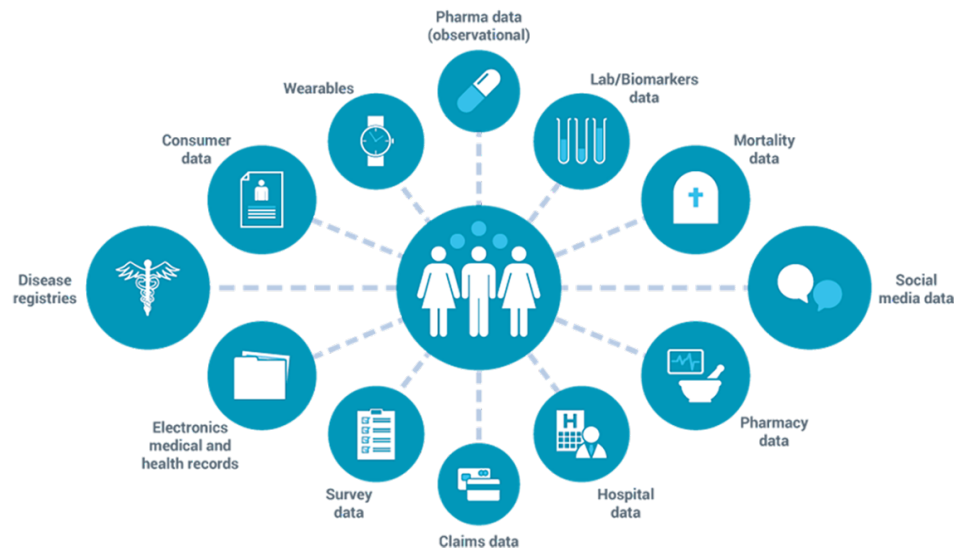 Pharma data
(observational)
Lab/Biomarkers
data
Mortality
data
Social
media data
Pharmacy
data
H
Hospital
data
Claims data
Survey
data
Electronics
medical and
health records
Disease
registries
Consumer
data
Wearables